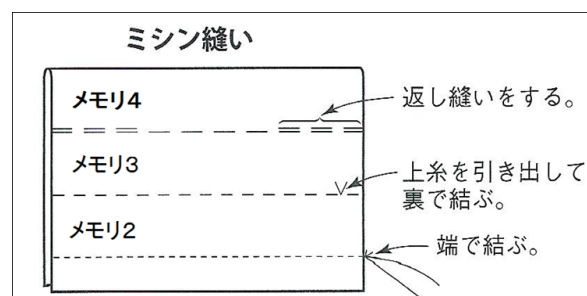 ミシン縫い
メモリ4
返し縫いをする。
メモリ3
上糸を引き出して
裏で結ぶ。
メモリ2
端で結ぶ。